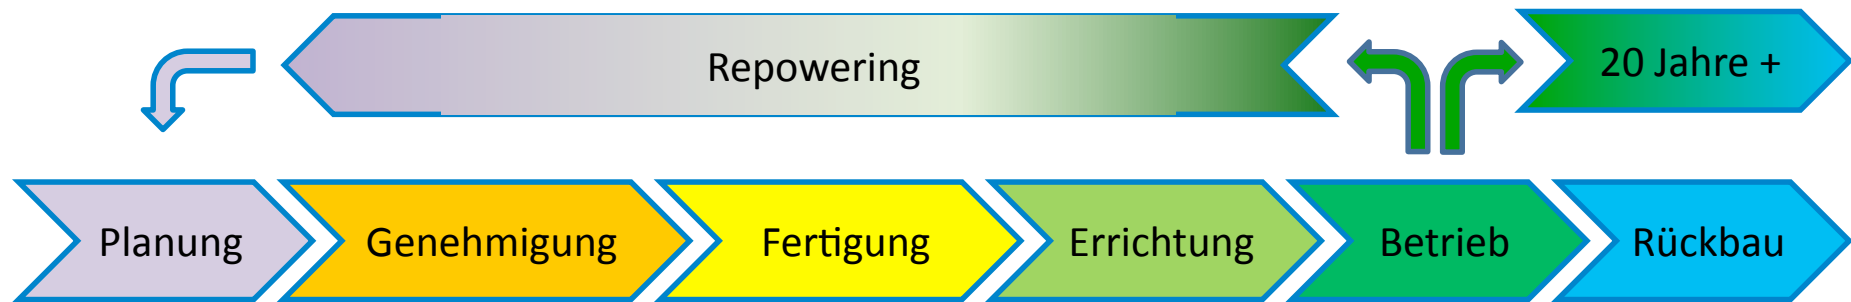 Repowering
20 Jahre +
Planung
Genehmigung
Fertigung
Errichtung
Betrieb
Rückbau